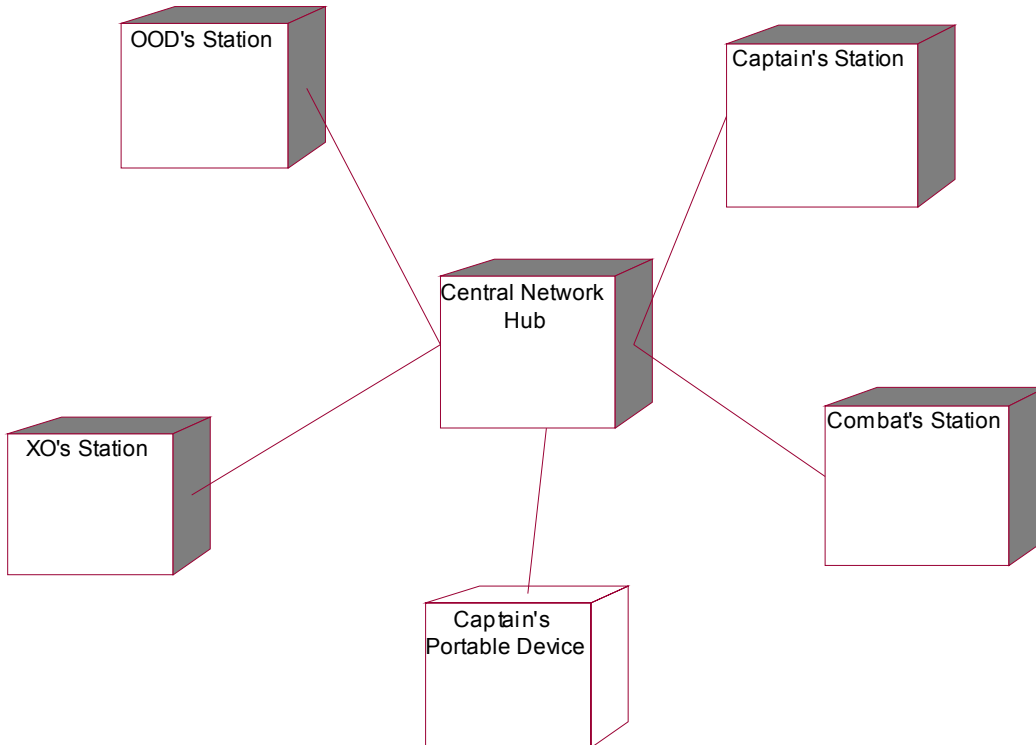 OOD's Station
Captain's Station
Central Network
Hub
XO's Station
Combat's Station
Captain's
Portable Device